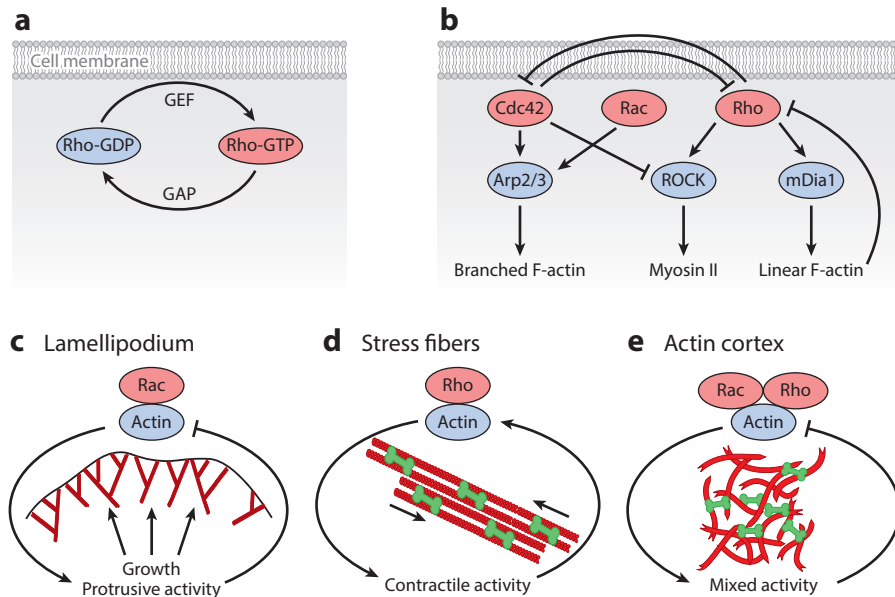 a
Cell membrane
GEF
Rho-GDP
Rho-GTP
GAP
b
Cdc42
Rac
Rho
Arp2/3
ROCK
mDia1
Branched F-actin
Myosin II
Linear F-actin
c Lamellipodium
Rac
Actin
Growth
Protrusive activity
d Stress fibers
Rho
Actin
Contractile activity
e Actin cortex
Rac
Rho
Actin
Mixed activity